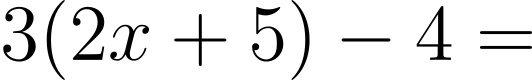 3(2x + 5) − 4 =